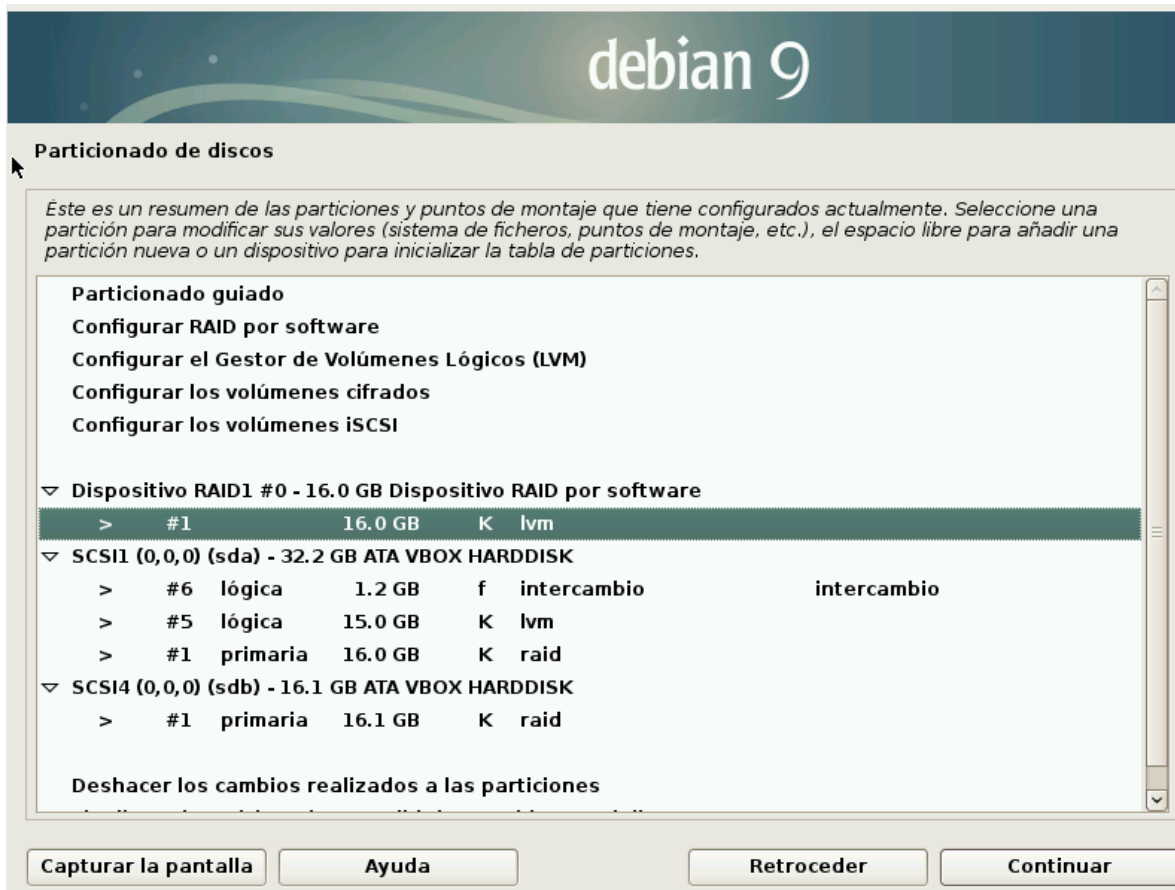 debian 9
Particionado de discos
Éste es un resumen de las particiones y puntos de montaje que tiene configurados actualmente. Seleccione una
partición para modificar sus valores (sistema de ficheros, puntos de montaje, etc.), el espacio libre para añadir una
partición nueva o un dispositivo para inicializar la tabla de particiones.
Particionado guiado
Configurar RAID por software
Configurar el Gestor de Volúmenes Lógicos (LVM)
Configurar los volúmenes cifrados
Configurar los volúmenes iSCSI
Dispositivo RAID1 #0 - 16.0 GB Dispositivo RAID por software
> #1 16.0 GB K lvm
SCSI1 (0,0,0) (sda) - 32.2 GB ATA VBOX HARDDISK
> #6 lógica 1.2 GB f intercambio intercambio
> #5 lógica 15.0 GB K lvm
> #1 primaria 16.0 GB K raid
SCSI4 (0,0,0) (sdb) - 16.1 GB ATA VBOX HARDDISK
> #1 primaria 16.1 GB K raid
Deshacer los cambios realizados a las particiones
Capturar la pantalla Ayuda Retroceder Continuar